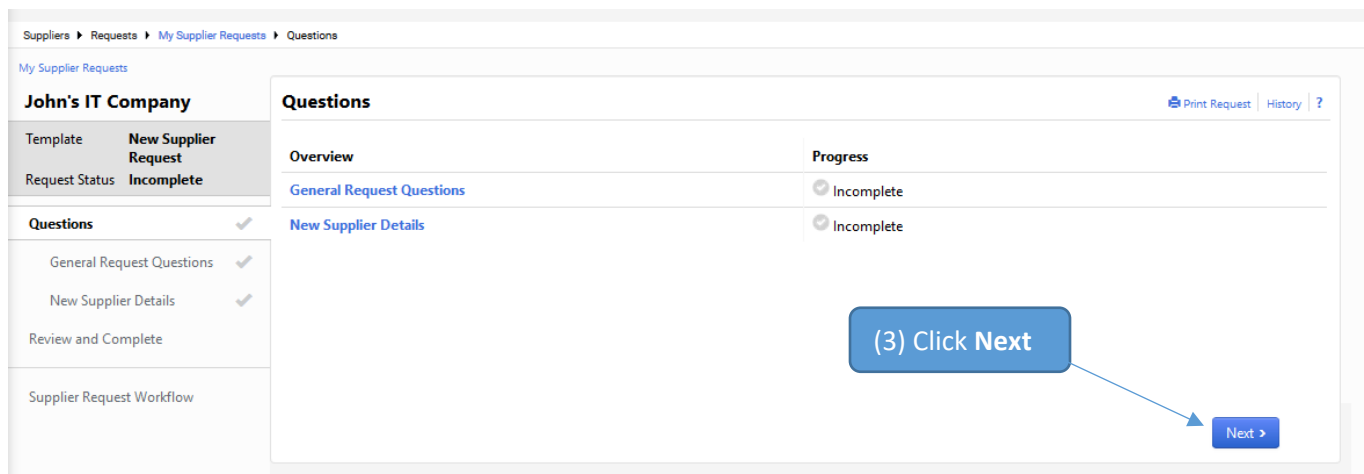 Suppliers Requests My Supplier Requests Questions
My Supplier Requests
John's IT Company
Template New Supplier
Request
Request Status Incomplete
Questions
General Request Questions
New Supplier Details
Review and Complete
Supplier Request Workflow
Questions
Print Request History ?
Overview Progress
General Request Questions Incomplete
New Supplier Details Incomplete
(3) Click Next
Next >